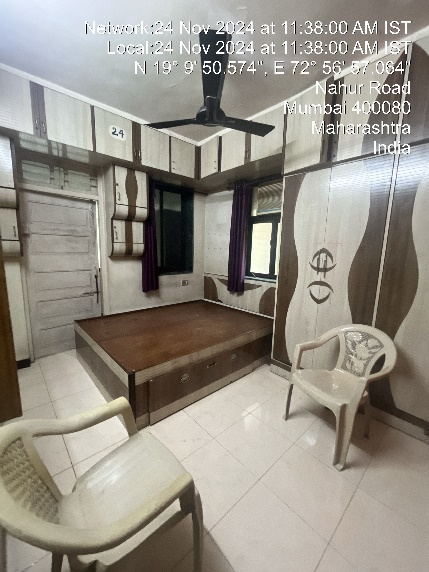 Network:24 Nov 2024 at 11:38:00 AM IST
Local:24 Nov 2024 at 11:38:00 AM IST
N 19° 9' 50.574", E 72° 56' 57.064"
Nahur Road
Mumbai 400080
Maharashtra
India
24